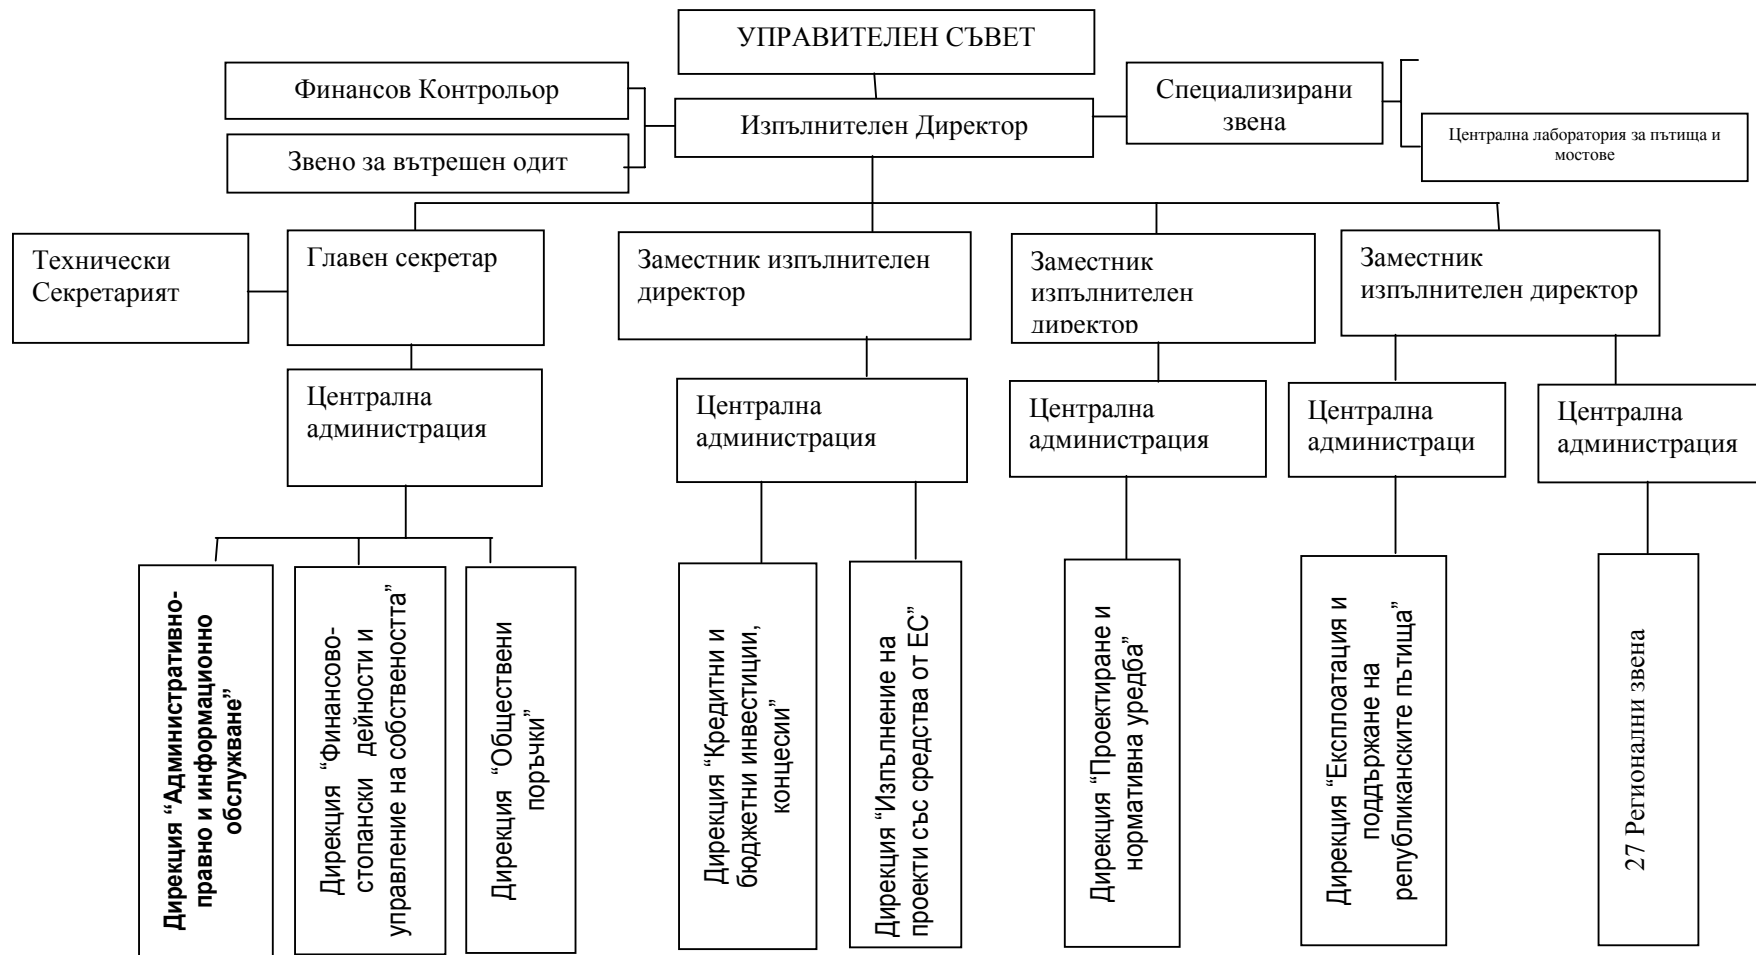 УПРАВИТЕЛЕН СЪВЕТ
Финансов Контрольор
Изпълнителен Директор
Специализирани
звена
Централна лаборатория за пътища и
мостове
Звено за вътрешен одит
Технически
Секретарият
Главен секретар
Заместник изпълнителен
директор
Заместник
изпълнителен
директор
Заместник
изпълнителен директор
Централна
администрация
Централна
администрация
Централна
администрация
Централна
администраци
Централна
администрация
Дирекция “Административно-
правно и информационно
обслужване”
Дирекция “Финансово-
стопански дейности и
управление на собствеността”
Дирекция “Обществени
поръчки”
Дирекция “Кредитни и
бюджетни инвестиции,
концесии”
Дирекция “Изпълнение на
проекти със средства от ЕС”
Дирекция “Проектиране и
нормативна уредба”
Дирекция “Експлоатация и
поддържане на
републиканските пътища”
27 Регионални звена